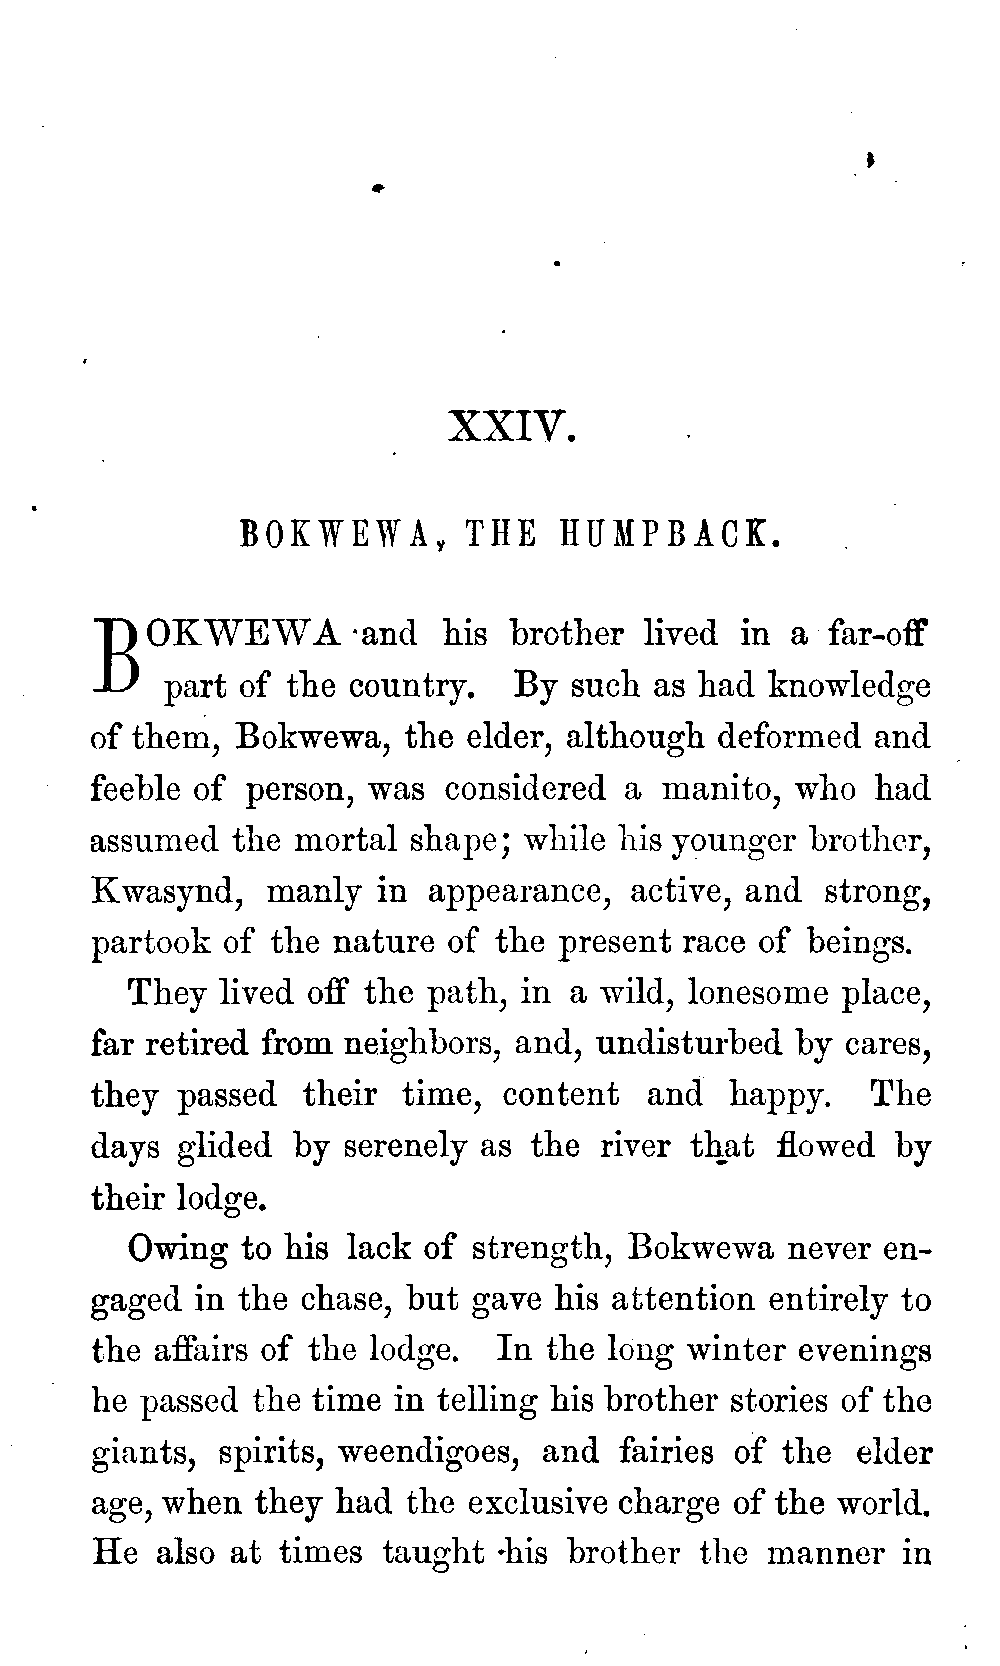 XXIV.
BOKWEWA, THE HUMPBACK.
BOKWEWA and his brother lived in a far-off
part of the country. By such as had knowledge
of them, Bokwewa, the elder, although deformed and
feeble of person, was considered a manito, who had
assumed the mortal shape; while his younger brother,
Kwasynd, manly in appearance, active, and strong,
partook of the nature of the present race of beings.
They lived off the path, in a wild, lonesome place,
far retired from neighbors, and, undisturbed by cares,
they passed their time, content and happy. The
days glided by serenely as the river that flowed by
their lodge.
Owing to his lack of strength, Bokwewa never en-
gaged in the chase, but gave his attention entirely to
the affairs of the lodge. In the long winter evenings
he passed the time in telling his brother stories of the
giants, spirits, weendigoes, and fairies of the elder
age, when they had the exclusive charge of the world.
He also at times taught his brother the manner in